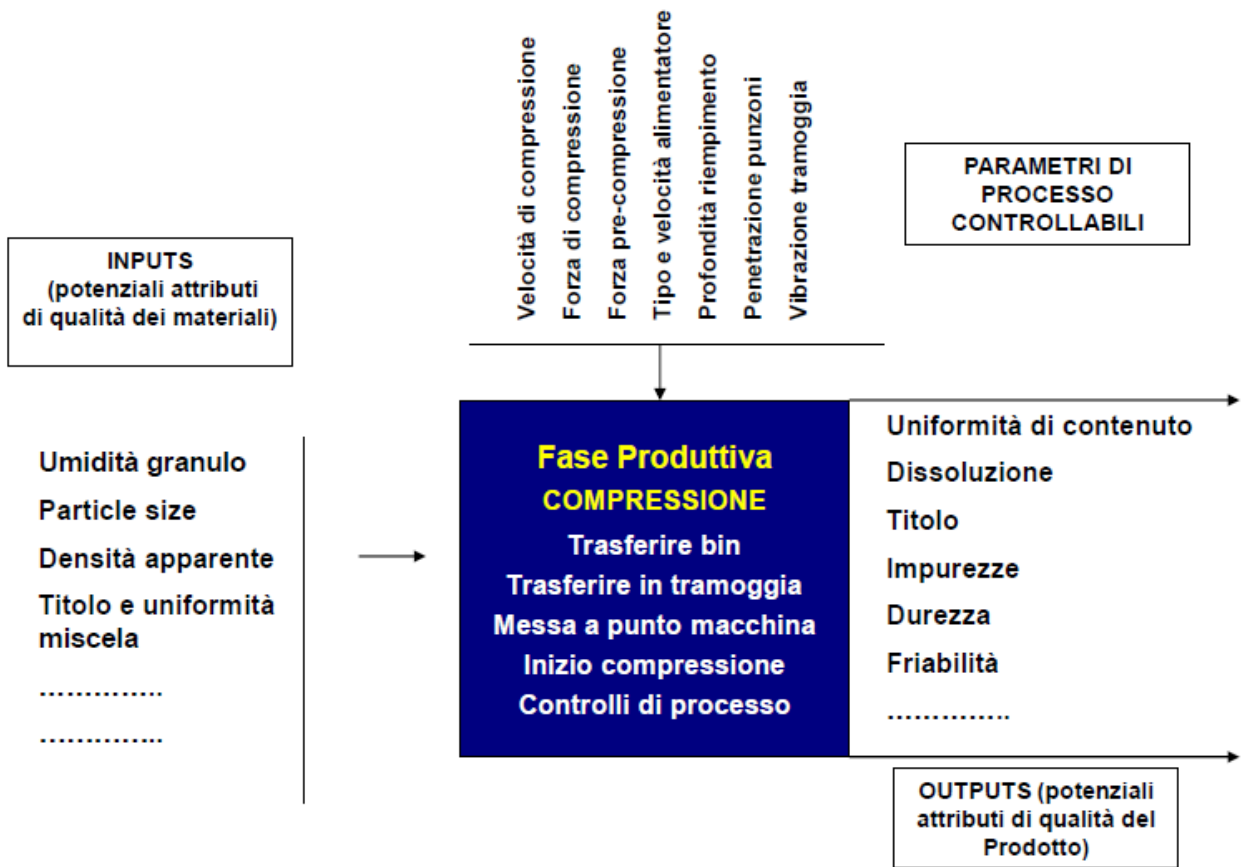 Velocità di compressione
Forza di compressione
Forza pre-compressione
Tipo e velocità alimentatore
Profondità riempimento
Penetrazione punzoni
Vibrazione tramoggia
PARAMETRI DI
PROCESSO
CONTROLLABILI
INPUTS
(potenziali attributi
di qualità dei materiali)
Umidità granulo
Particle size
Densità apparente
Titolo e uniformità
miscela
…………..
…………..
Fase Produttiva
COMPRESSIONE
Trasferire bin
Trasferire in tramoggia
Messa a punto macchina
Inizio compressione
Controlli di processo
Uniformità di contenuto
Dissoluzione
Titolo
Impurezze
Durezza
Friabilità
…………..
OUTPUTS (potenziali
attributi di qualità del
Prodotto)